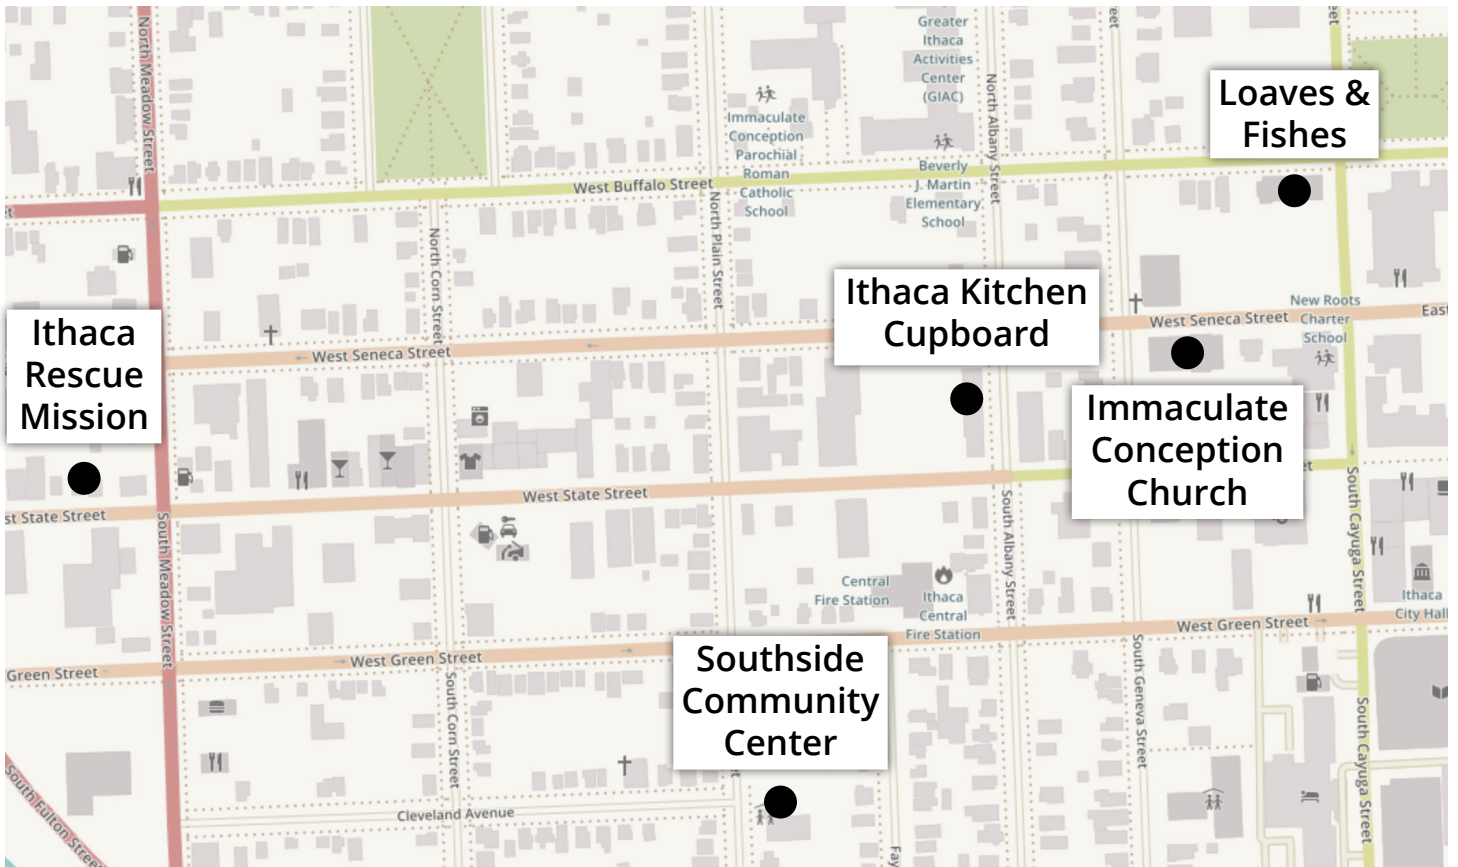 North Meadow Street
Greater
Ithaca
Activities
Center
(GIAC)
North Albany Street
Loaves &
Fishes
Immaculate
Conception
Parochial
Roman
Catholic
School
Beverly
J. Martin
Elementary
School
West Buffalo Street
North Plain Street
North Corn Street
Ithaca Kitchen
Cupboard
New Roots
Charter
School
West Seneca Street
East
Ithaca
Rescue
Mission
West Seneca Street
Immaculate
Conception
Church
West State Street
st State Street
South Meadow Street
South Albany Street
South Cayuga Street
Central
Fire Station
Ithaca
Central
Fire Station
Ithaca
City Hall
West Green Street
West Green Street
Green Street
Southside
Community
Center
South Corn Street
South Geneva Street
South Cayuga Street
South Fulton Street
Cleveland Avenue
Fay